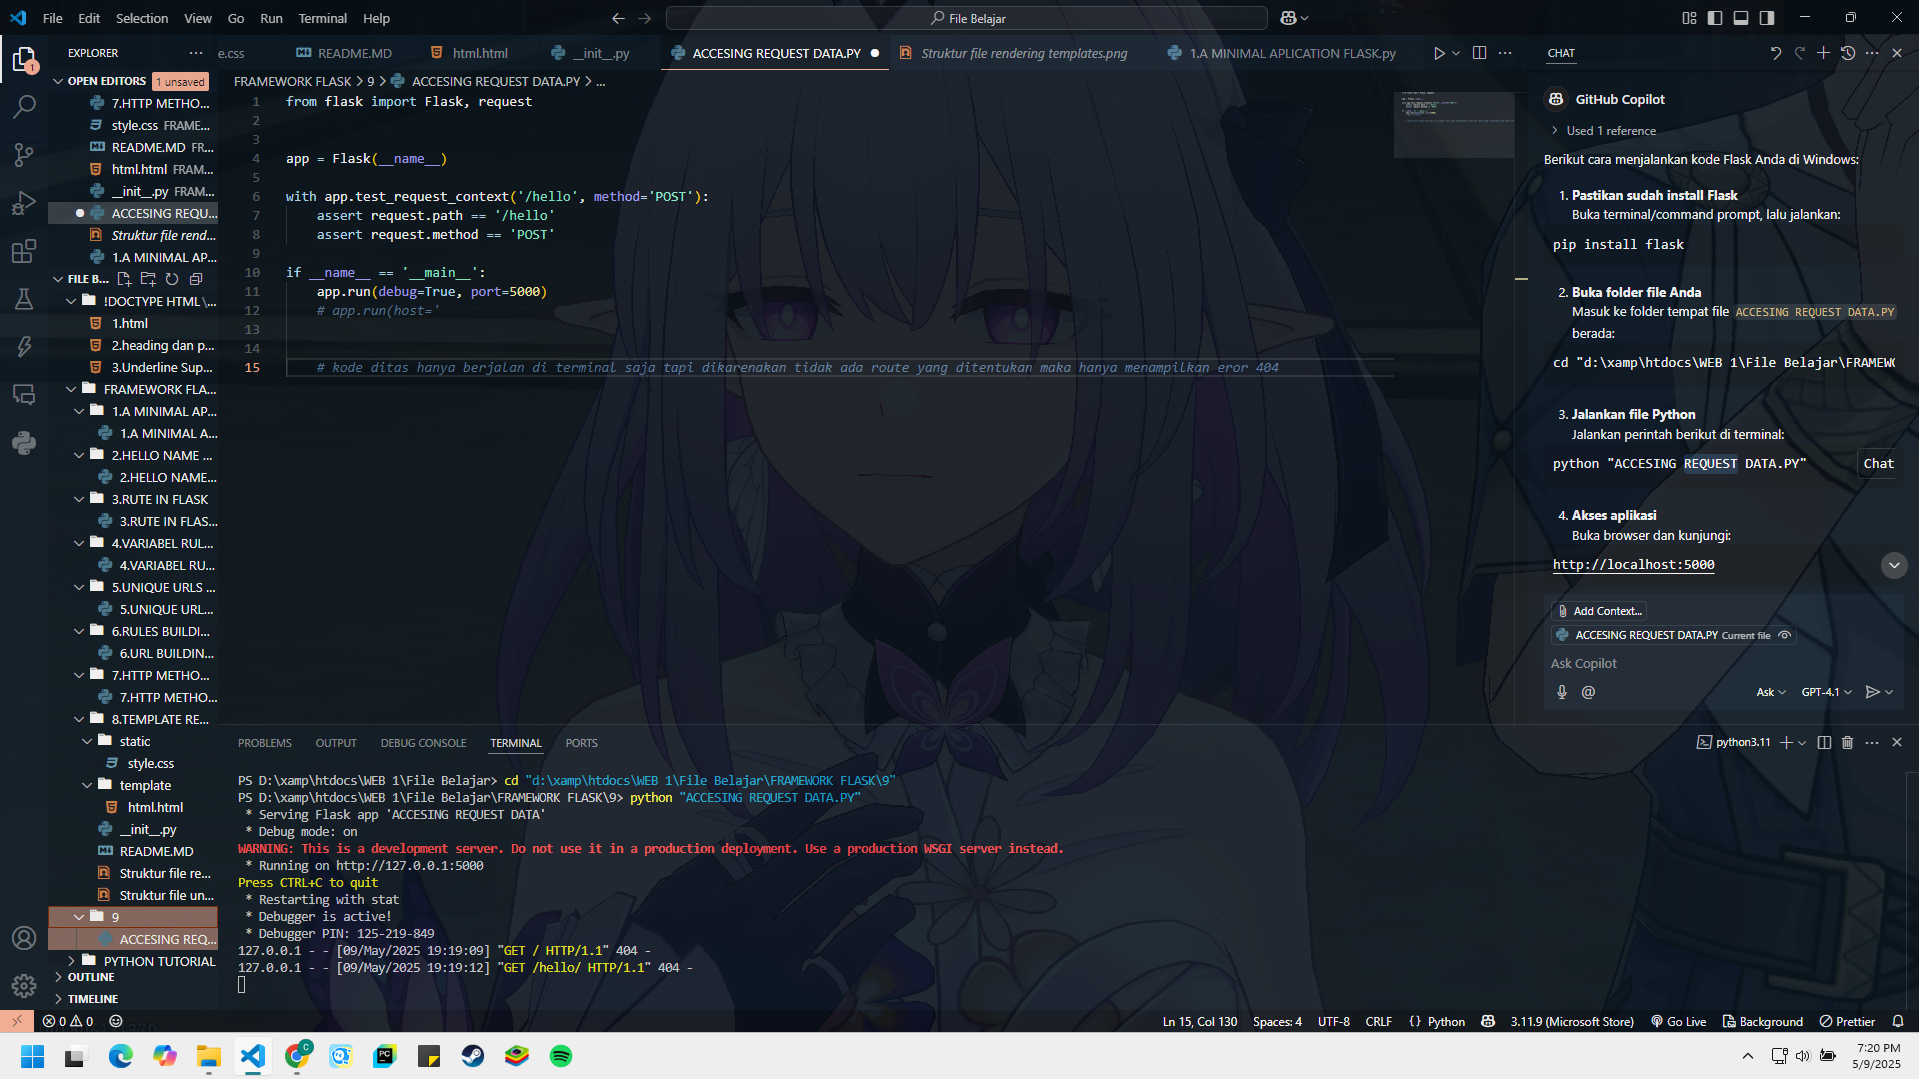 File Edit Selection View Go Run Terminal Help
File Belajar
EXPLORER
OPEN EDITORS 1 unsaved
7.HTTP METHO...
style.css FRAME...
README.MD FR...
html.html FRAM...
__init__.py FRAM...
ACCESING REQU...
Struktur file rend...
1.A MINIMAL AP...
FILE B...
!DOCTYPE HTML\...
1.html
2.heading dan p...
3.Underline Sup...
FRAMEWORK FLA...
1.A MINIMAL AP...
1.A MINIMAL A...
2.HELLO NAME ...
2.HELLO NAME...
3.RUTE IN FLASK
3.RUTE IN FLAS...
4.VARIABEL RUL...
4.VARIABEL RU...
5.UNIQUE URLS ...
5.UNIQUE URL...
6.RULES BUILDI...
6.URL BUILDIN...
7.HTTP METHO...
7.HTTP METHO...
8.TEMPLATE RE...
static
style.css
template
html.html
__init__.py
README.MD
Struktur file re...
Struktur file un...
9
ACCESING REQ...
PYTHON TUTORIAL
OUTLINE
TIMELINE
e.css README.MD html.html __init__.py ACCESING REQUEST DATA.PY Struktur file rendering templates.png 1.A MINIMAL APLICATION FLASK.py
FRAMEWORK FLASK > 9 > ACCESING REQUEST DATA.PY > ...
1 from flask import Flask, request
2
3
4 app = Flask(__name__)
5
6 with app.test_request_context('/hello', method='POST'):
7 assert request.path == '/hello'
8 assert request.method == 'POST'
9
10 if __name__ == '__main__':
11 app.run(debug=True, port=5000)
12 # app.run(host='
13
14
15 # kode ditas hanya berjalan di terminal saja tapi dikarenakan tidak ada route yang ditentukan maka hanya menampilkan eror 404
CHAT
GitHub Copilot
Used 1 reference
Berikut cara menjalankan kode Flask Anda di Windows:
1. Pastikan sudah install Flask
Buka terminal/command prompt, lalu jalankan:
pip install flask
2. Buka folder file Anda
Masuk ke folder tempat file ACCESING REQUEST DATA.PY
berada:
cd "d:\xamp\htdocs\WEB 1\File Belajar\FRAMEWO
3. Jalankan file Python
Jalankan perintah berikut di terminal:
python "ACCESING REQUEST DATA.PY"
Chat
4. Akses aplikasi
Buka browser dan kunjungi:
http://localhost:5000
Add Context...
ACCESING REQUEST DATA.PY Current file
Ask Copilot
@ Ask GPT-4.1
PROBLEMS OUTPUT DEBUG CONSOLE TERMINAL PORTS
python3.11
PS D:\xamp\htdocs\WEB 1\File Belajar> cd "d:\xamp\htdocs\WEB 1\File Belajar\FRAMEWORK FLASK\9"
PS D:\xamp\htdocs\WEB 1\File Belajar\FRAMEWORK FLASK\9> python "ACCESING REQUEST DATA.PY"
* Serving Flask app 'ACCESING REQUEST DATA'
* Debug mode: on
WARNING: This is a development server. Do not use it in a production deployment. Use a production WSGI server instead.
* Running on http://127.0.0.1:5000
Press CTRL+C to quit
* Restarting with stat
* Debugger is active!
* Debugger PIN: 125-219-849
127.0.0.1 - - [09/May/2025 19:19:09] "GET / HTTP/1.1" 404 -
127.0.0.1 - - [09/May/2025 19:19:12] "GET /hello/ HTTP/1.1" 404 -
0 0
Ln 15, Col 130 Spaces: 4 UTF-8 CRLF {} Python 3.11.9 (Microsoft Store) Go Live Background Prettier
7:20 PM
5/9/2025